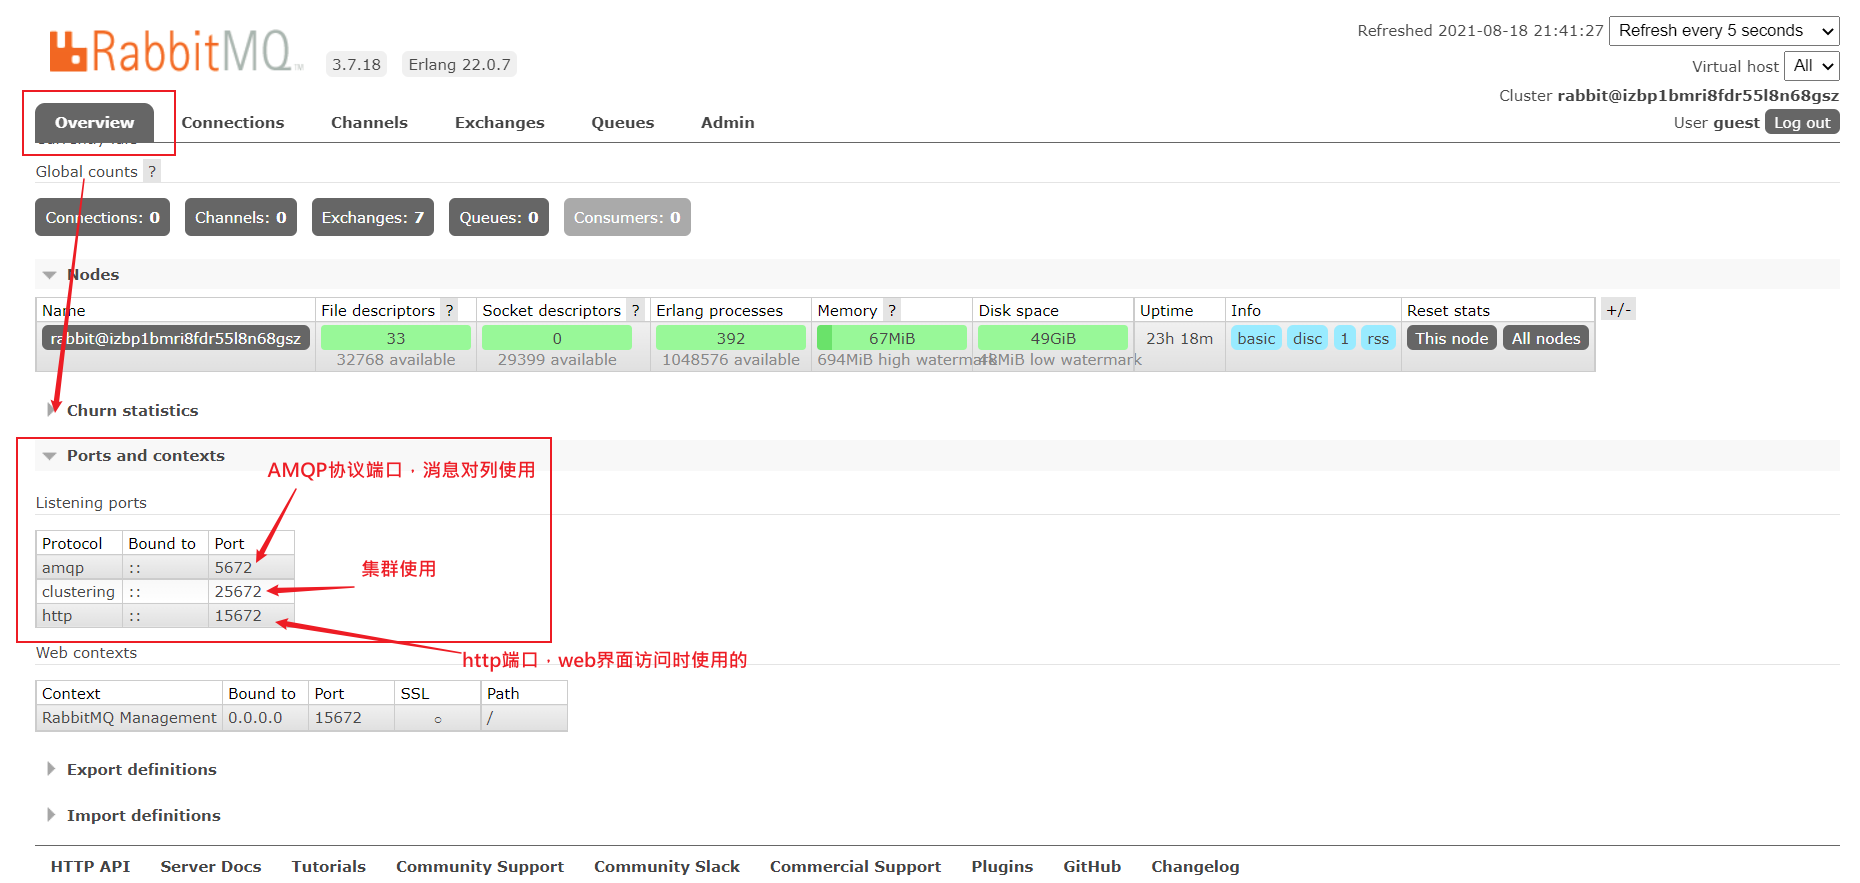 RabbitMQ TM 3.7.18 Erlang 22.0.7
Refreshed 2021-08-18 21:41:27 Refresh every 5 seconds
Virtual host All
Cluster rabbit@izbp1bmri8fdr55l8n68gsz
User guest Log out
Overview Connections Channels Exchanges Queues Admin
Currently idle
Global counts ?
Connections: 0 Channels: 0 Exchanges: 7 Queues: 0 Consumers: 0
Nodes
Name File descriptors ? Socket descriptors ? Erlang processes Memory ? Disk space Uptime Info Reset stats +/-
rabbit@izbp1bmri8fdr55l8n68gsz 33 0 392 67MiB 49GiB 23h 18m basic disc 1 rss This node All nodes
32768 available 29399 available 1048576 available 694MiB high watermark 48MiB low watermark
Churn statistics
Ports and contexts
AMQP协议端口，消息对列使用
Listening ports
Protocol Bound to Port
amqp :: 5672
集群使用
clustering :: 25672
http :: 15672
Web contexts
http端口，web界面访问时使用的
Context Bound to Port SSL Path
RabbitMQ Management 0.0.0.0 15672 ○ /
Export definitions
Import definitions
HTTP API Server Docs Tutorials Community Support Community Slack Commercial Support Plugins GitHub Changelog